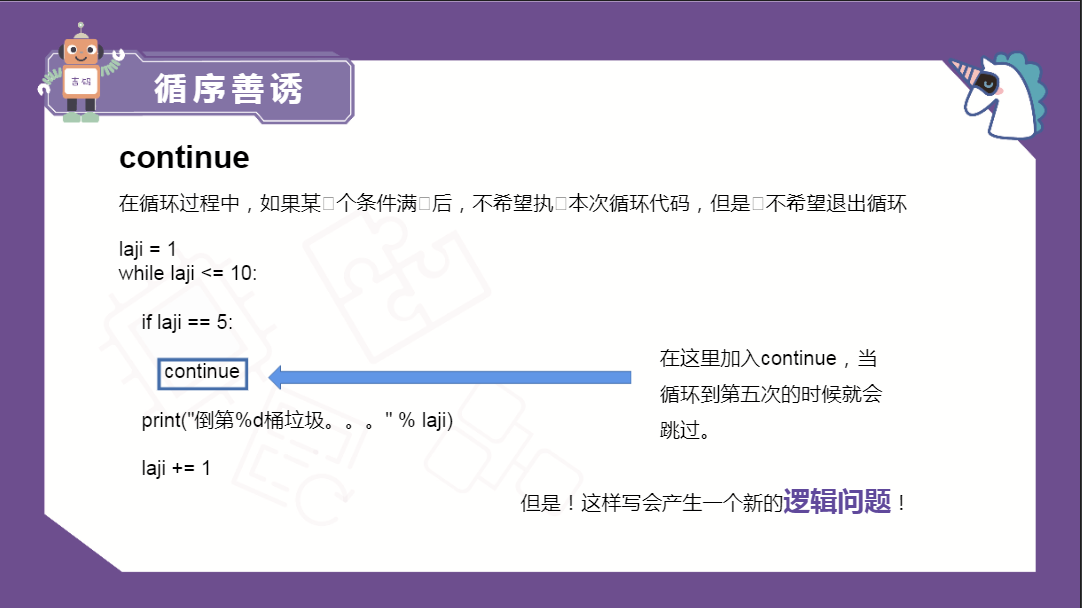 吉码
循序善诱
continue
在循环过程中，如果某□个条件满□后，不希望执□本次循环代码，但是□不希望退出循环
laji = 1
while laji <= 10:
if laji == 5:
continue
print("倒第%d桶垃圾。。。" % laji)
laji += 1
在这里加入continue，当
循环到第五次的时候就会
跳过。
但是！这样写会产生一个新的逻辑问题！